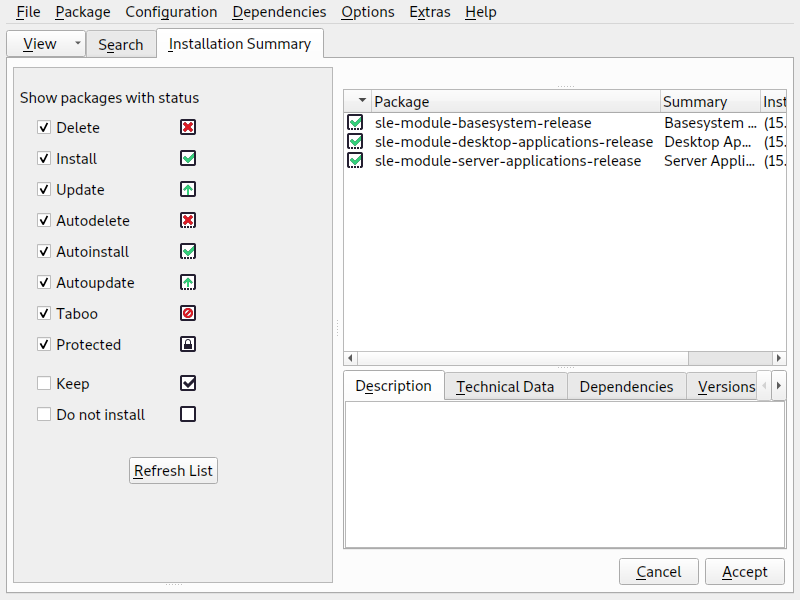 File Package Configuration Dependencies Options Extras Help
View Search Installation Summary
Show packages with status
Delete
Install
Update
Autodelete
Autoinstall
Autoupdate
Taboo
Protected
Keep
Do not install
Refresh List
Package Summary Inst
sle-module-basesystem-release Basesystem ... (15.
sle-module-desktop-applications-release Desktop Ap... (15.
sle-module-server-applications-release Server Appli... (15.
Description Technical Data Dependencies Versions
Cancel Accept